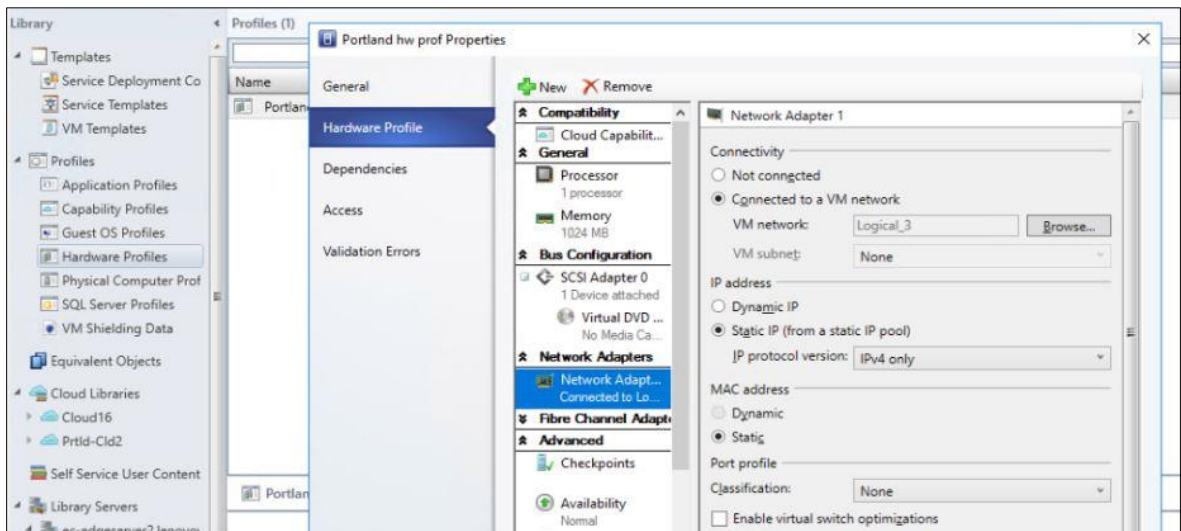 Library
Templates
Service Deployment Co
Service Templates
VM Templates
Profiles
Application Profiles
Capability Profiles
Guest OS Profiles
Hardware Profiles
Physical Computer Prof
SQL Server Profiles
VM Shielding Data
Equivalent Objects
Cloud Libraries
Cloud16
Prtld-Cld2
Self Service User Content
Library Servers
Profiles (1)
Name
Portlan
Portlan
Portland hw prof Properties
General
Hardware Profile
Dependencies
Access
Validation Errors
New Remove
Compatibility
Cloud Capabilit...
General
Processor
1 processor
Memory
1024 MB
Bus Configuration
SCSI Adapter 0
1 Device attached
Virtual DVD ...
No Media Ca...
Network Adapters
Network Adapt...
Connected to Lo...
Fibre Channel Adapt
Advanced
Checkpoints
Availability
Normal
Network Adapter 1
Connectivity
Not connected
Connected to a VM network
VM network: Logical_3 Browse...
VM subnet: None
IP address
Dynamic IP
Static IP (from a static IP pool)
IP protocol version: IPv4 only
MAC address
Dynamic
Static
Port profile
Classification: None
Enable virtual switch optimizations